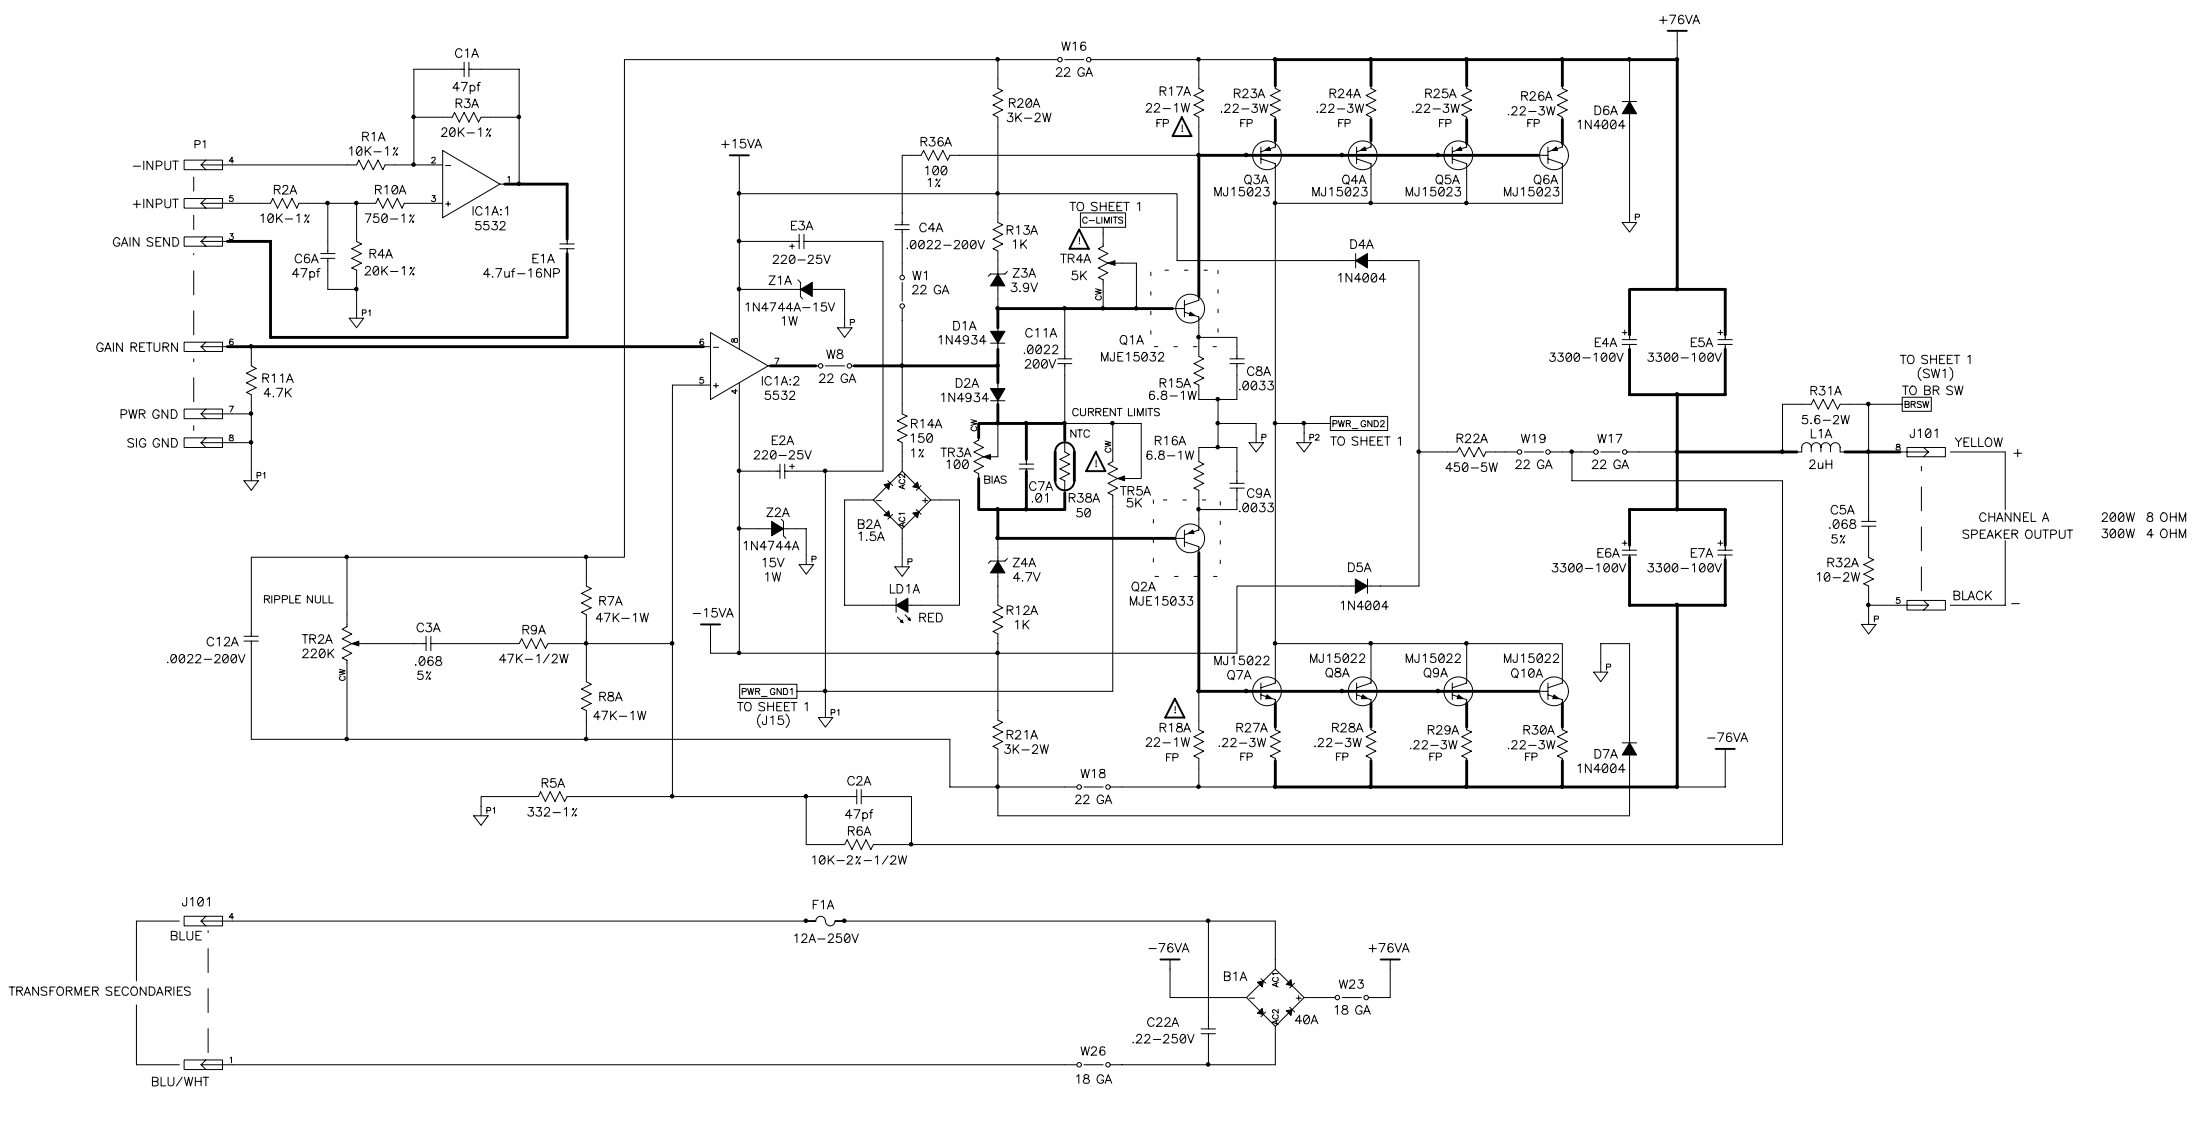 +76VA
C1A
47pf
R3A
20K-1%
P1
R1A
10K-1%
-INPUT
4
2
-
1
R2A
10K-1%
R10A
750-1%
+INPUT
5
3
+
IC1A:1
5532
GAIN SEND
3
C6A
47pf
R4A
20K-1%
E1A
4.7uf-16NP
P1
GAIN RETURN
6
R11A
4.7K
PWR GND
7
SIG GND
8
P1
W16
22 GA
R20A
3K-2W
R17A
22-1W
FP
R23A
.22-3W
FP
R24A
.22-3W
FP
R25A
.22-3W
FP
R26A
.22-3W
FP
D6A
1N4004
P
Q3A
MJ15023
Q4A
MJ15023
Q5A
MJ15023
Q6A
MJ15023
+15VA
R36A
100
1%
E3A
+
220-25V
C4A
.0022-200V
R13A
1K
TO SHEET 1
C-LIMITS
TR4A
5K
CW
Z1A
1N4744A-15V
1W
P
W1
22 GA
Z3A
3.9V
D4A
1N4004
D1A
1N4934
C11A
.0022
200V
Q1A
MJE15032
6
-
8
7
5
+
4
IC1A:2
5532
W8
22 GA
D2A
1N4934
R15A
6.8-1W
C8A
.0033
E4A
+
3300-100V
E5A
+
3300-100V
TO SHEET 1
(SW1)
TO BR SW
BRSW
R31A
5.6-2W
L1A
2uH
J101
8
YELLOW
+
R14A
150
1%
CURRENT LIMITS
CW
NTC
CW
P
P2
PWR_GND2
TO SHEET 1
R16A
6.8-1W
R22A
450-5W
W19
22 GA
W17
22 GA
E2A
220-25V
+
TR3A
100
BIAS
C7A
.01
R38A
50
TR5A
5K
C9A
.0033
AC2
-
+
AC1
B2A
1.5A
P
Z2A
1N4744A
15V
1W
P
LD1A
RED
Z4A
4.7V
R12A
1K
Q2A
MJE15033
D5A
1N4004
E6A
+
3300-100V
E7A
+
3300-100V
C5A
.068
5%
R32A
10-2W
P
5
BLACK
-
CHANNEL A
SPEAKER OUTPUT
200W 8 OHM
300W 4 OHM
RIPPLE NULL
R7A
47K-1W
-15VA
C12A
.0022-200V
TR2A
220K
CW
C3A
.068
5%
R9A
47K-1/2W
R8A
47K-1W
PWR_GND1
TO SHEET 1
(J15)
P1
MJ15022
Q7A
MJ15022
Q8A
MJ15022
Q9A
MJ15022
Q10A
P
R21A
3K-2W
R18A
22-1W
FP
R27A
.22-3W
FP
R28A
.22-3W
FP
R29A
.22-3W
FP
R30A
.22-3W
FP
D7A
1N4004
-76VA
W18
22 GA
P1
R5A
332-1%
C2A
47pf
R6A
10K-2%-1/2W
J101
4
BLUE
F1A
12A-250V
-76VA
+76VA
B1A
AC1
-
+
AC2
40A
W23
18 GA
C22A
.22-250V
TRANSFORMER SECONDARIES
1
BLU/WHT
W26
18 GA